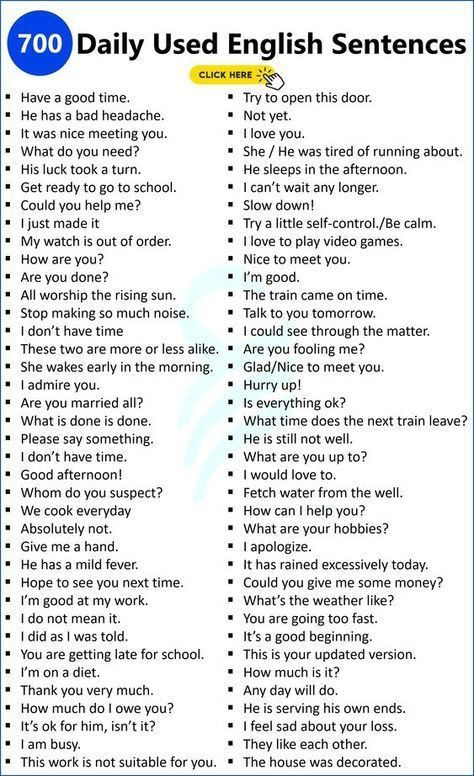 700 Daily Used English Sentences
CLICK HERE
Have a good time.
He has a bad headache.
It was nice meeting you.
What do you need?
His luck took a turn.
Get ready to go to school.
Could you help me?
I just made it
My watch is out of order.
How are you?
Are you done?
All worship the rising sun.
Stop making so much noise.
I don't have time
These two are more or less alike.
She wakes early in the morning.
I admire you.
Are you married all?
What is done is done.
Please say something.
I don't have time.
Good afternoon!
Whom do you suspect?
We cook everyday
Absolutely not.
Give me a hand.
He has a mild fever.
Hope to see you next time.
I'm good at my work.
I do not mean it.
I did as I was told.
You are getting late for school.
I'm on a diet.
Thank you very much.
How much do I owe you?
It's ok for him, isn't it?
I am busy.
This work is not suitable for you.
Try to open this door.
Not yet.
I love you.
She / He was tired of running about.
He sleeps in the afternoon.
I can't wait any longer.
Slow down!
Try a little self-control./Be calm.
I love to play video games.
Nice to meet you.
I'm good.
The train came on time.
Talk to you tomorrow.
I could see through the matter.
Are you fooling me?
Glad/Nice to meet you.
Hurry up!
Is everything ok?
What time does the next train leave?
He is still not well.
What are you up to?
I would love to.
Fetch water from the well.
How can I help you?
What are your hobbies?
I apologize.
It has rained excessively today.
Could you give me some money?
What's the weather like?
You are going too fast.
It's a good beginning.
This is your updated version.
How much is it?
Any day will do.
He is serving his own ends.
I feel sad about your loss.
They like each other.
The house was decorated.